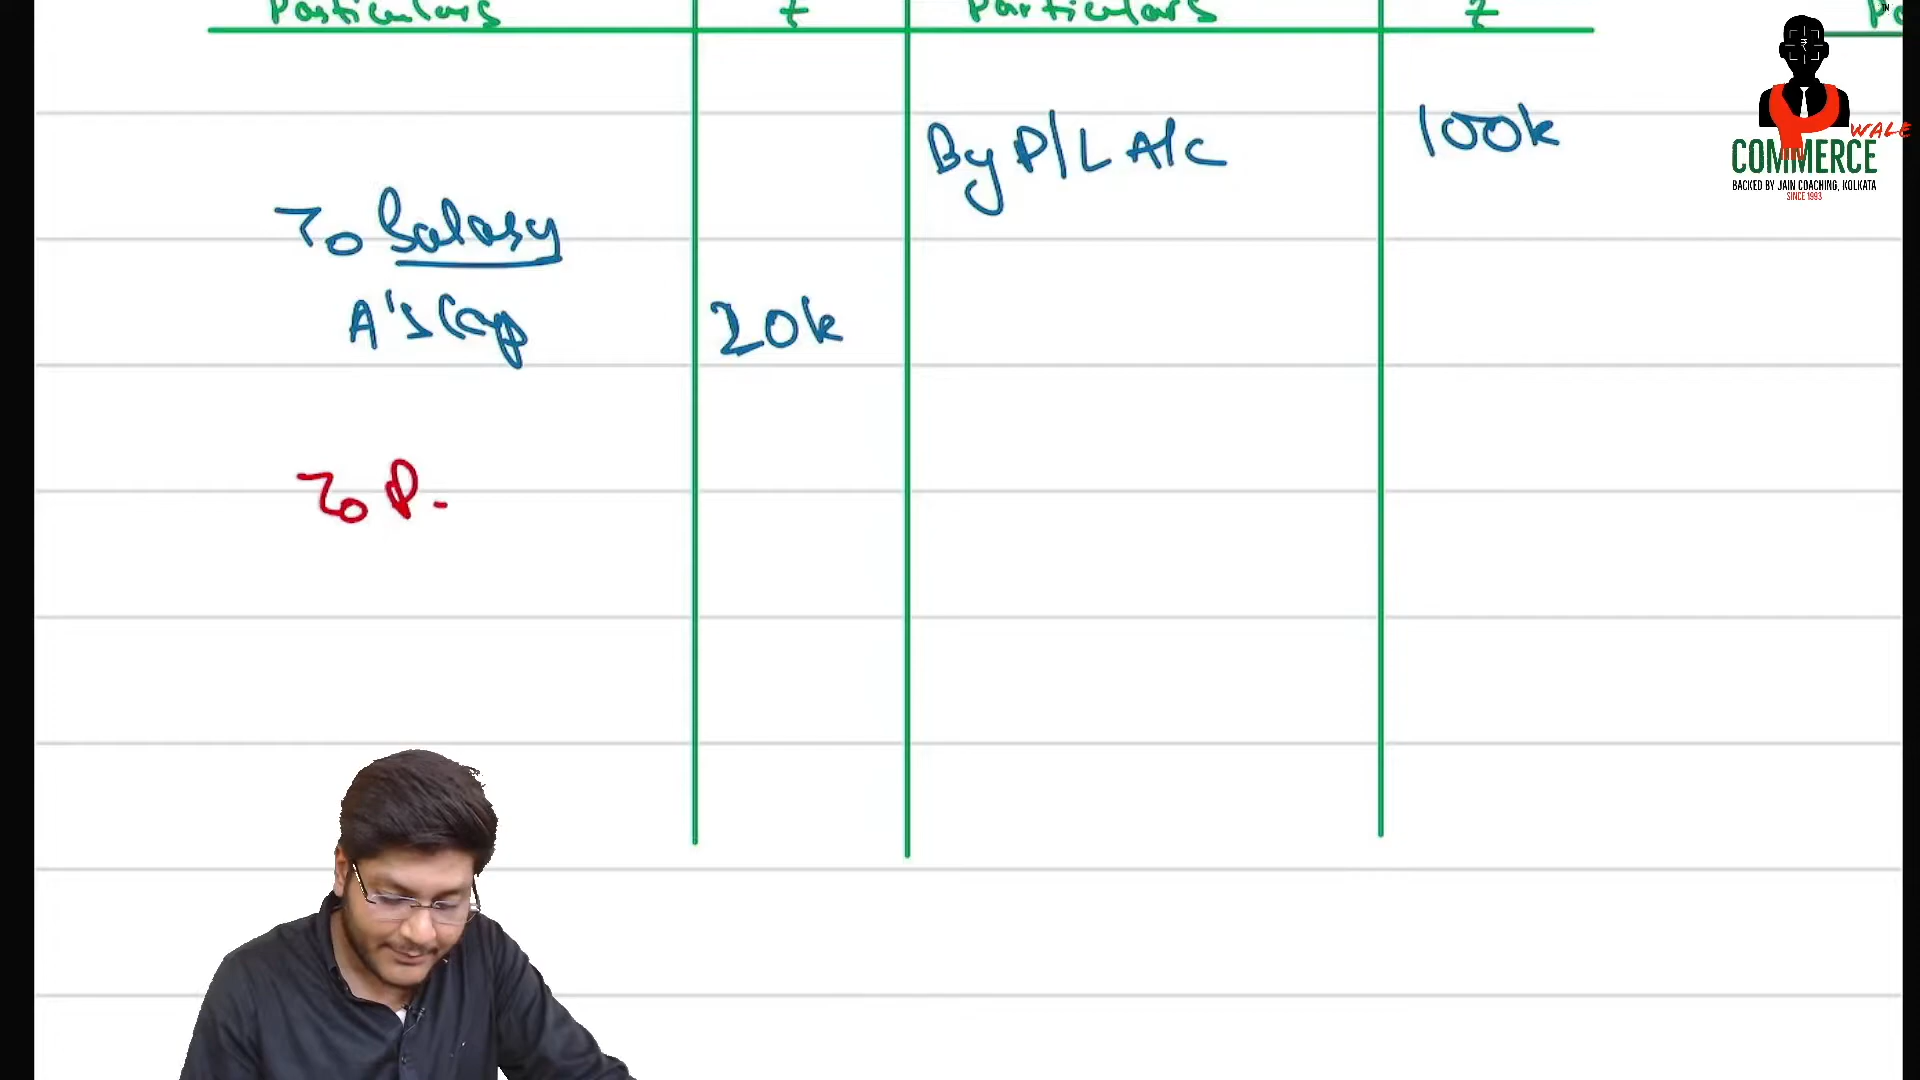 Particulars ₹ Particulars ₹
By P/L A/c 100k
To Salary
A's Cap 20k
To P.
WALE
COMMERCE
BACKED BY JAIN COACHING, KOLKATA
SINCE 1993